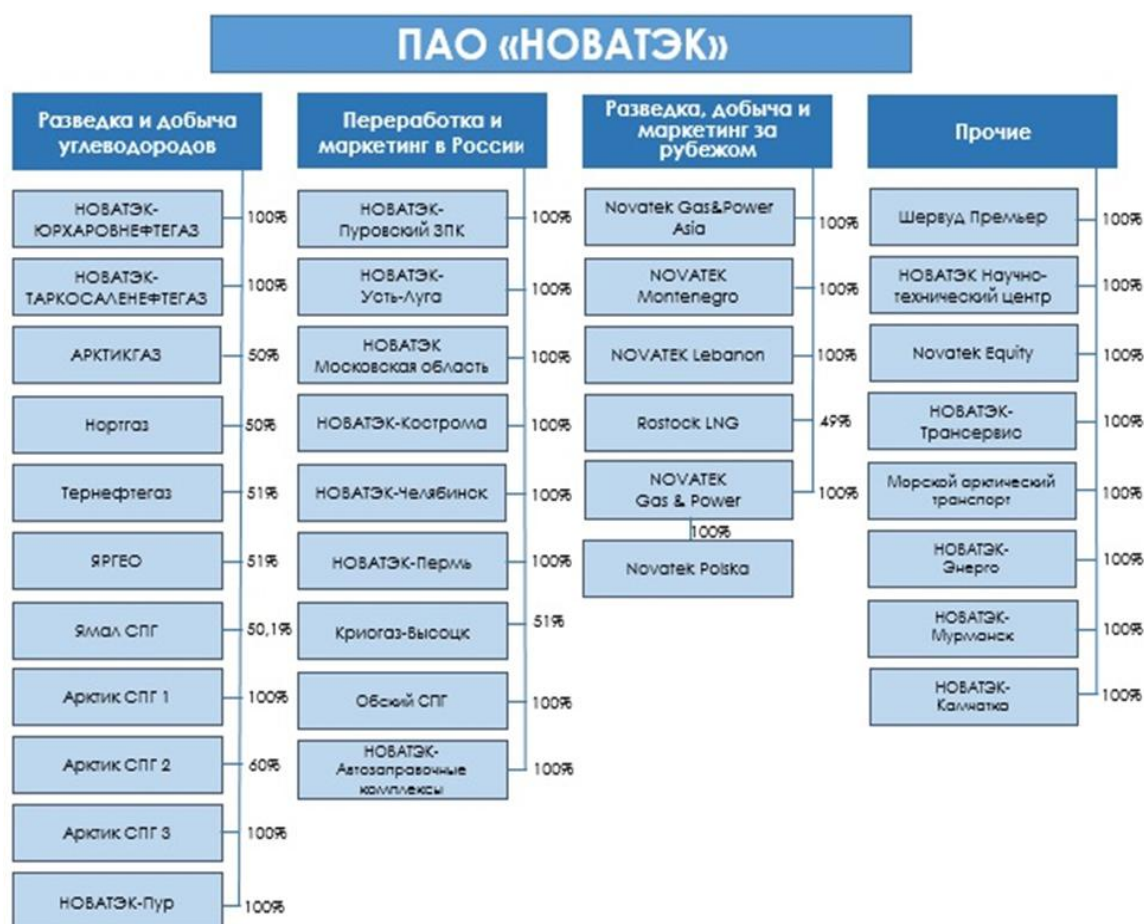 ПАО «НОВАТЭК»
Разведка и добыча
углеводородов
НОВАТЭК-
ЮРХАРОВНЕФТЕГАЗ
100%
НОВАТЭК-
ТАРКОСАЛЕНЕФТЕГАЗ
100%
АРКТИКГАЗ
50%
Нортгаз
50%
Тернефтегаз
51%
ЯРГЕО
51%
Ямал СПГ
50,1%
Арктик СПГ 1
100%
Арктик СПГ 2
60%
Арктик СПГ 3
100%
НОВАТЭК-Пур
100%
Переработка и
маркетинг в России
НОВАТЭК-
Пуровский ЗПК
100%
НОВАТЭК-
Усть-Луга
100%
НОВАТЭК
Московская область
100%
НОВАТЭК-Кострома
100%
НОВАТЭК-Челябинск
100%
НОВАТЭК-Пермь
100%
Криогаз-Высоцк
51%
Обский СПГ
100%
НОВАТЭК-
Автозаправочные
комплексы
100%
Разведка, добыча и
маркетинг за
рубежом
Novatek Gas&Power
Asia
100%
NOVATEK
Montenegro
100%
NOVATEK Lebanon
100%
Rostock LNG
49%
NOVATEK
Gas & Power
100%
100%
Novatek Polska
Прочие
Шервуд Премьер
100%
НОВАТЭК Научно-
технический центр
100%
Novatek Equity
100%
НОВАТЭК-
Трансервис
100%
Морской арктический
транспорт
100%
НОВАТЭК-
Энерго
100%
НОВАТЭК-
Мурманск
100%
НОВАТЭК-
Камчатка
100%